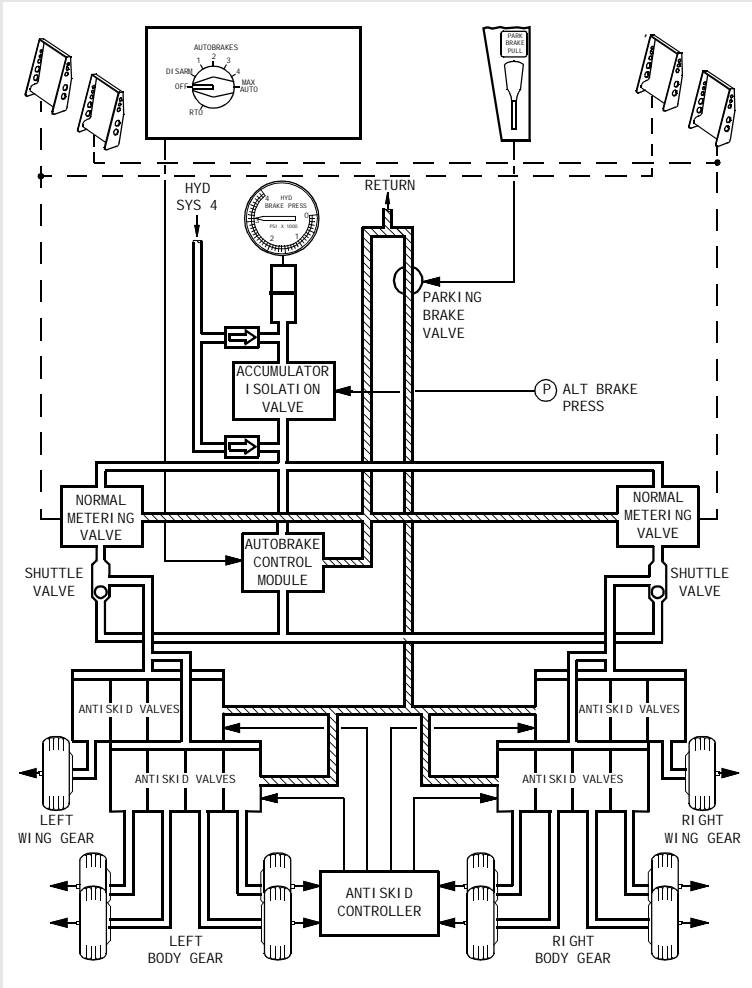 AUTOBRAKES
DISARM
1
2
3
4
OFF
MAX
AUTO
RTO
PARK
BRAKE
PULL
HYD
SYS 4
HYD
BRAKE PRESS
PSI X 1000
0
1
2
3
4
RETURN
PARKING
BRAKE
VALVE
ACCUMULATOR
ISOLATION
VALVE
P
ALT BRAKE
PRESS
NORMAL
METERING
VALVE
NORMAL
METERING
VALVE
AUTOBRAKE
CONTROL
MODULE
SHUTTLE
VALVE
SHUTTLE
VALVE
ANTISKID VALVES
ANTISKID VALVES
ANTISKID VALVES
ANTISKID VALVES
LEFT
WING GEAR
RIGHT
WING GEAR
ANTISKID
CONTROLLER
LEFT
BODY GEAR
RIGHT
BODY GEAR